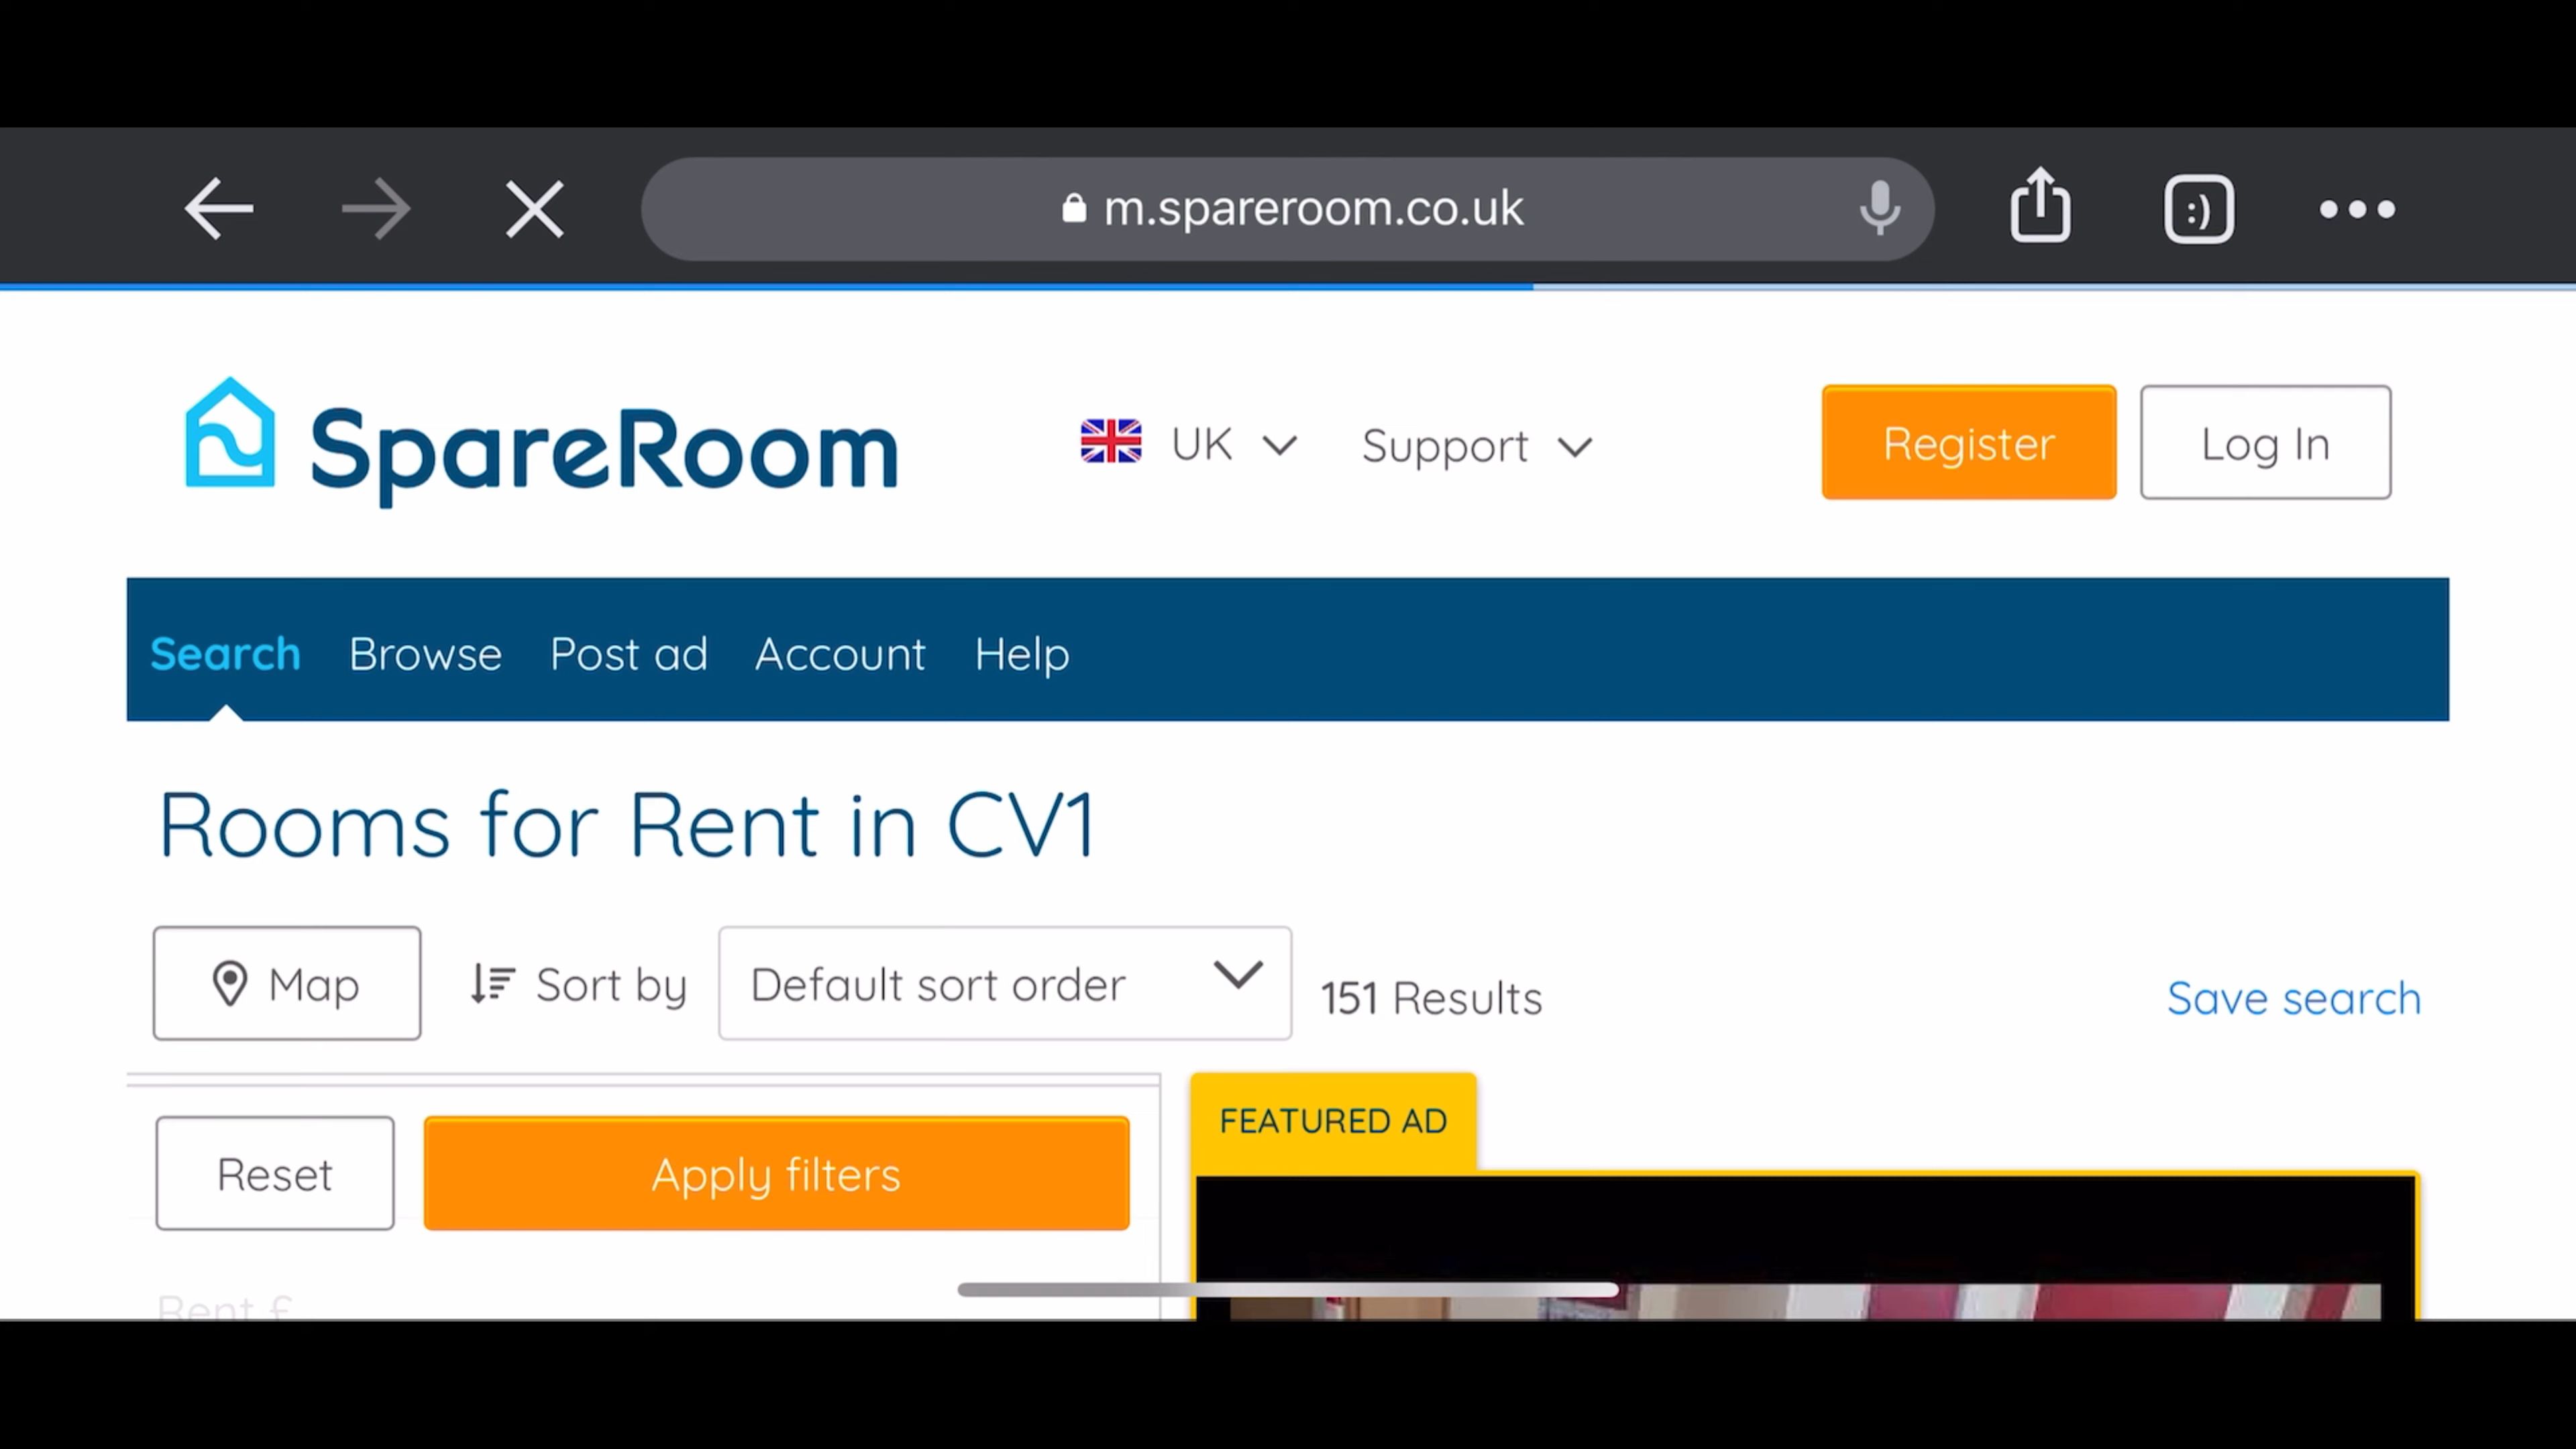 m.spareroom.co.uk
:)
SpareRoom
UK
Support
Register
Log In
Search Browse Post ad Account Help
Rooms for Rent in CV1
Map
Sort by
Default sort order
151 Results
Save search
Reset
Apply filters
FEATURED AD
Rent £